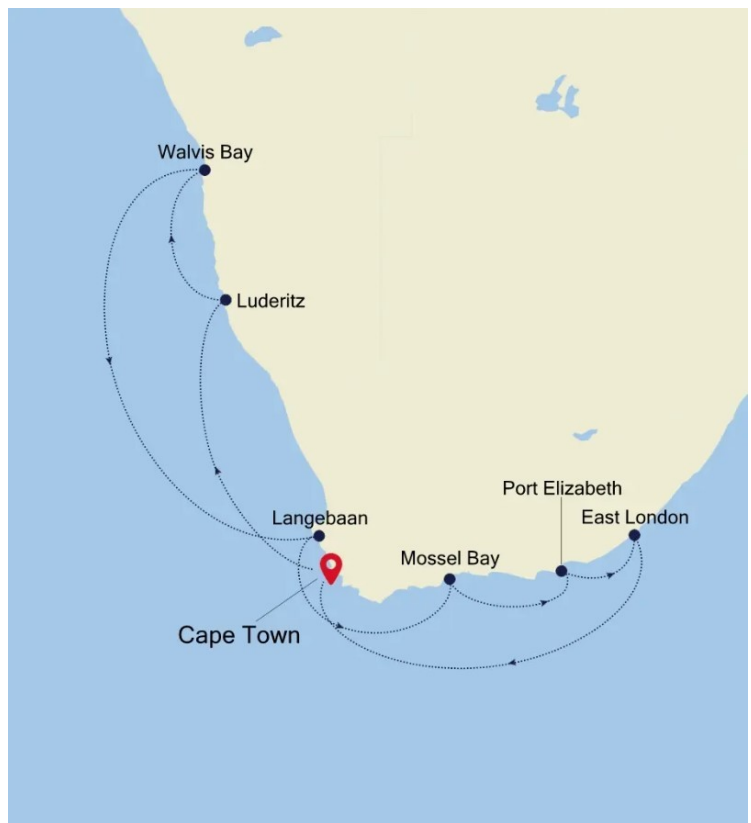 Walvis Bay
Luderitz
Port Elizabeth
Langebaan
East London
Mossel Bay
Cape Town